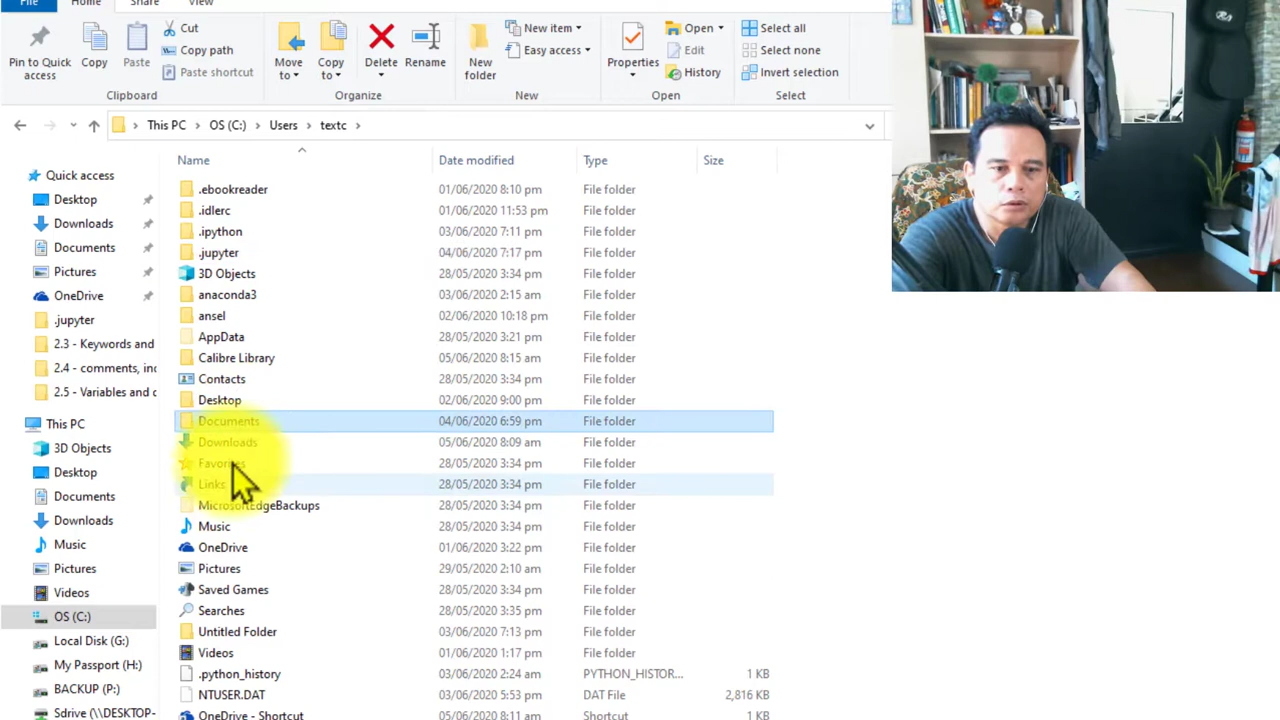 File Home Share View
Pin to Quick access
Copy
Paste
Cut
Copy path
Paste shortcut
Clipboard
Move to
Copy to
Delete
Rename
Organize
New folder
New item
Easy access
New
Properties
Open
Edit
History
Open
Select all
Select none
Invert selection
Select
This PC > OS (C:) > Users > textc >
Name Date modified Type Size
Quick access
Desktop
Downloads
Documents
Pictures
OneDrive
.jupyter
2.3 - Keywords and
2.4 - comments, inc
2.5 - Variables and c
This PC
3D Objects
Desktop
Documents
Downloads
Music
Pictures
Videos
OS (C:)
Local Disk (G:)
My Passport (H:)
BACKUP (P:)
Sdrive (\\DESKTOP-
.ebookreader 01/06/2020 8:10 pm File folder
.idlerc 01/06/2020 11:53 pm File folder
.ipython 03/06/2020 7:11 pm File folder
.jupyter 04/06/2020 7:17 pm File folder
3D Objects 28/05/2020 3:34 pm File folder
anaconda3 03/06/2020 2:15 am File folder
ansel 02/06/2020 10:18 pm File folder
AppData 28/05/2020 3:21 pm File folder
Calibre Library 05/06/2020 8:15 am File folder
Contacts 28/05/2020 3:34 pm File folder
Desktop 02/06/2020 9:00 pm File folder
Documents 04/06/2020 6:59 pm File folder
Downloads 05/06/2020 8:09 am File folder
Favorites 28/05/2020 3:34 pm File folder
Links 28/05/2020 3:34 pm File folder
MicrosoftEdgeBackups 28/05/2020 3:34 pm File folder
Music 28/05/2020 3:34 pm File folder
OneDrive 01/06/2020 3:22 pm File folder
Pictures 29/05/2020 2:10 am File folder
Saved Games 28/05/2020 3:34 pm File folder
Searches 28/05/2020 3:35 pm File folder
Untitled Folder 03/06/2020 7:13 pm File folder
Videos 01/06/2020 1:17 pm File folder
.python_history 03/06/2020 2:24 am PYTHON_HISTOR... 1 KB
NTUSER.DAT 03/06/2020 5:53 pm DAT File 2,816 KB
OneDrive - Shortcut 05/06/2020 8:11 am Shortcut 1 KB